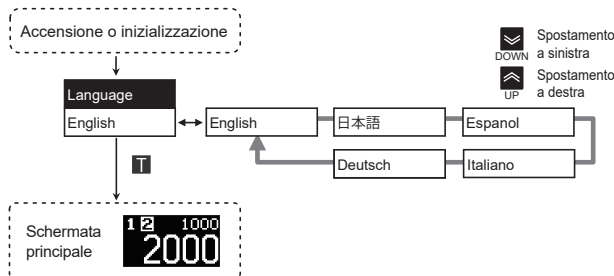 Accensione o inizializzazione
DOWN
Spostamento
a sinistra
UP
Spostamento
a destra
Language
English
English
日本語
Espanol
Deutsch
Italiano
T
Schermata
principale
1 2 1000
2000